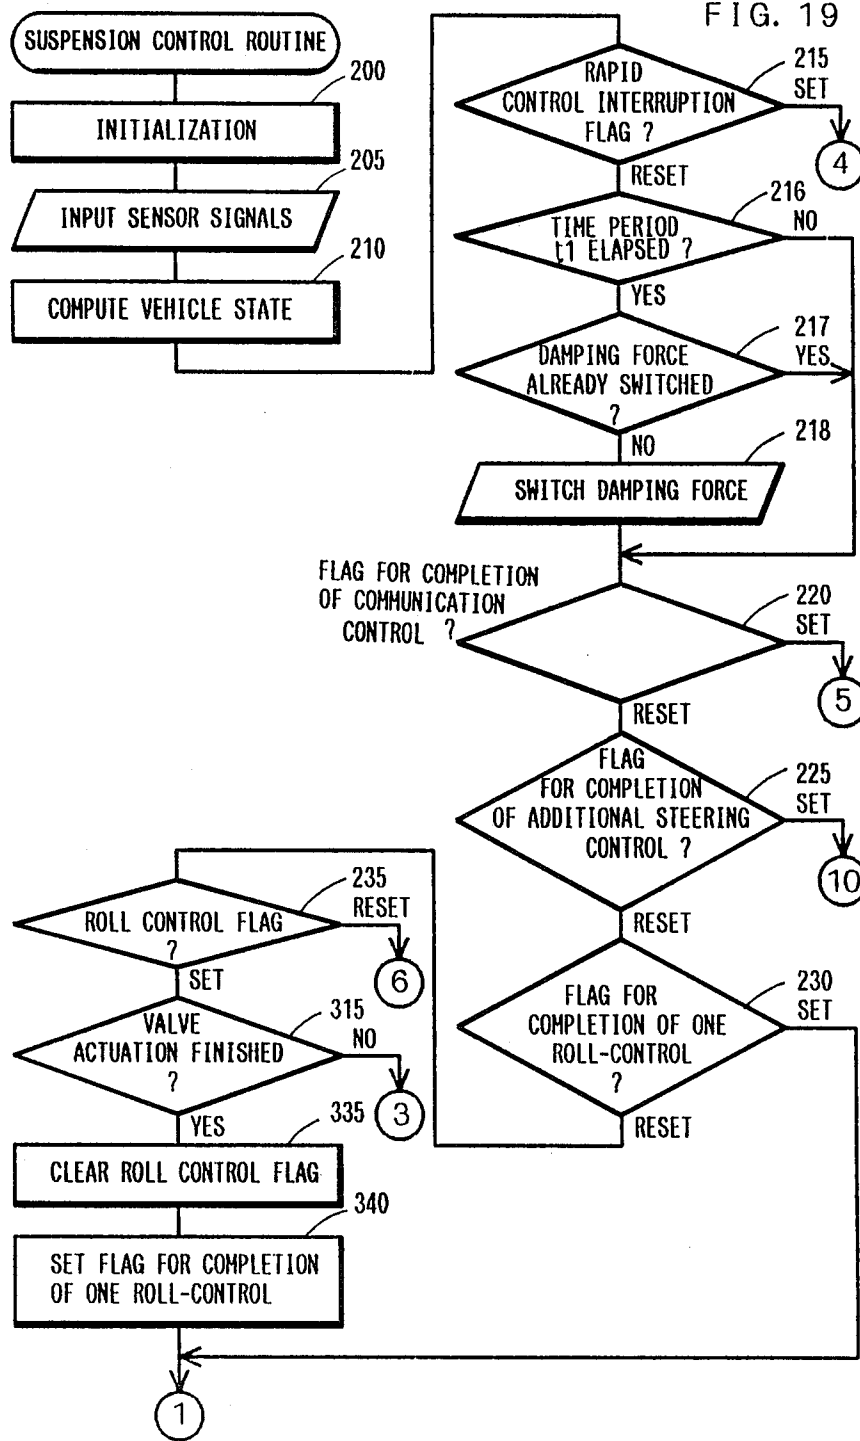 FIG. 19
SUSPENSION CONTROL ROUTINE
200
INITIALIZATION
205
INPUT SENSOR SIGNALS
210
COMPUTE VEHICLE STATE
215
RAPID
CONTROL INTERRUPTION
FLAG ?
SET
4
RESET
216
TIME PERIOD
t1 ELAPSED ?
NO
YES
217
DAMPING FORCE
ALREADY SWITCHED
?
YES
NO
218
SWITCH DAMPING FORCE
FLAG FOR COMPLETION
OF COMMUNICATION
CONTROL ?
220
SET
5
RESET
225
FLAG
FOR COMPLETION
OF ADDITIONAL STEERING
CONTROL ?
SET
10
RESET
230
FLAG FOR
COMPLETION OF ONE
ROLL-CONTROL
?
SET
RESET
235
ROLL CONTROL FLAG
?
RESET
6
SET
315
VALVE
ACTUATION FINISHED
?
NO
3
YES
335
CLEAR ROLL CONTROL FLAG
340
SET FLAG FOR COMPLETION
OF ONE ROLL-CONTROL
1